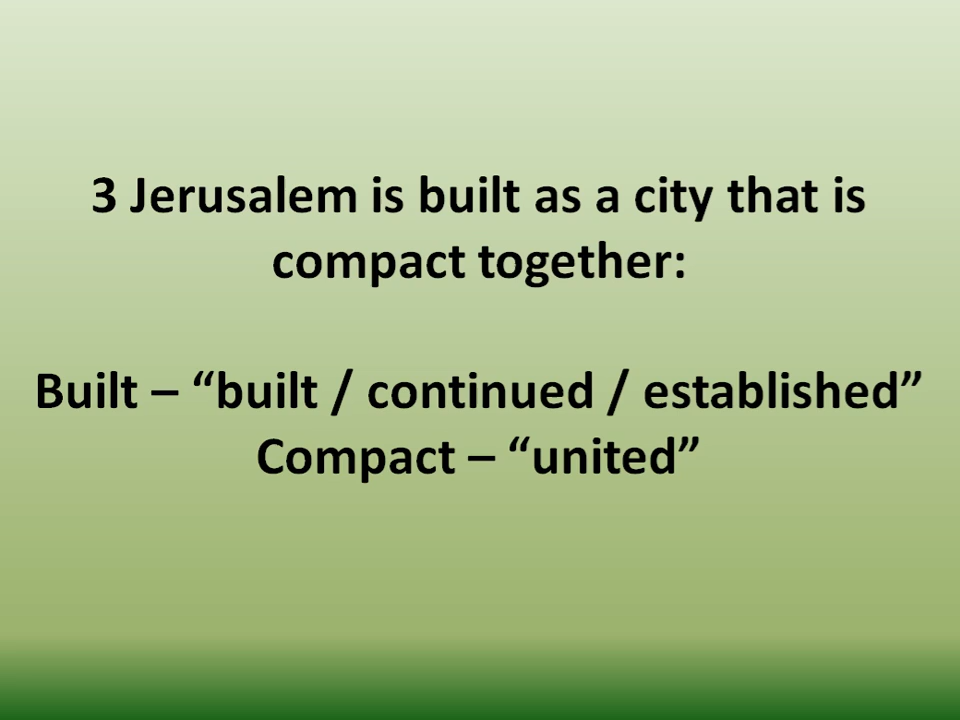 3 Jerusalem is built as a city that is
compact together:
Built – “built / continued / established”
Compact – “united”